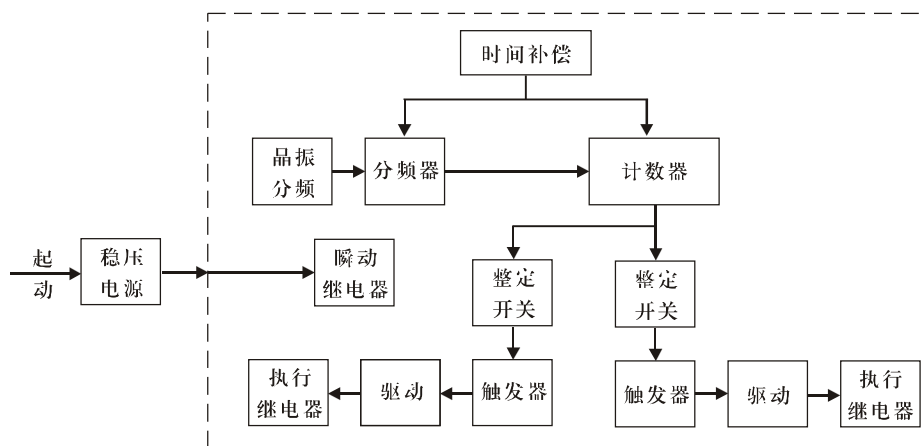 时间补偿
品振
分频
分频器
计数器
起
动
稳压
电源
瞬动
继电器
整定
开关
整定
开关
执行
继电器
驱动
触发器
触发器
驱动
执行
继电器